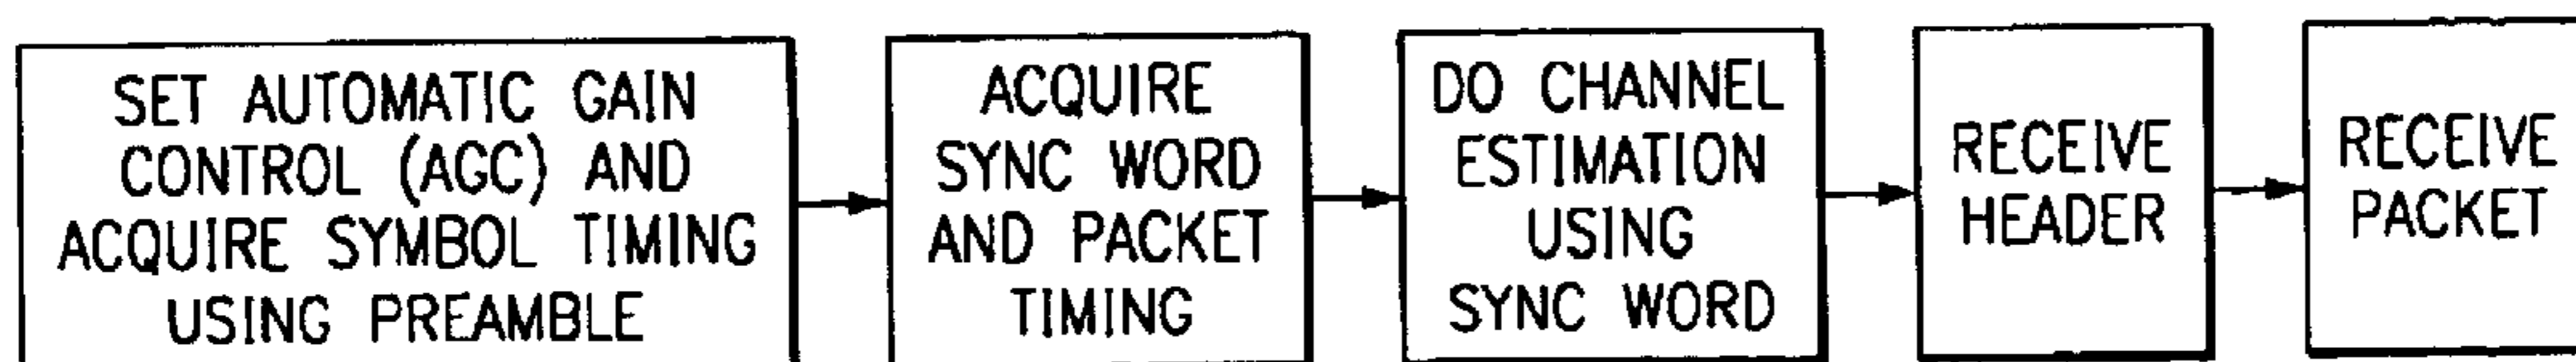 SET AUTOMATIC GAIN
CONTROL (AGC) AND
ACQUIRE SYMBOL TIMING
USING PREAMBLE
ACQUIRE
SYNC WORD
AND PACKET
TIMING
DO CHANNEL
ESTIMATION
USING
SYNC WORD
RECEIVE
HEADER
RECEIVE
PACKET